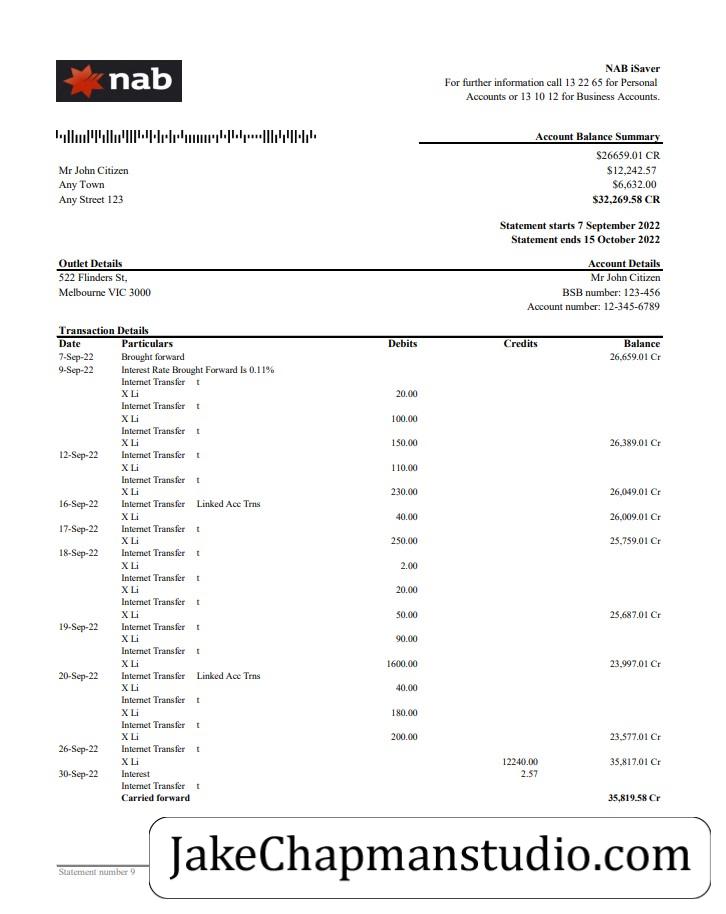 nab
NAB iSaver
For further information call 13 22 65 for Personal
Accounts or 13 10 12 for Business Accounts.
Account Balance Summary
$26659.01 CR
Mr John Citizen $12,242.57
Any Town $6,632.00
Any Street 123 $32,269.58 CR
Statement starts 7 September 2022
Statement ends 15 October 2022
Outlet Details Account Details
522 Flinders St, Mr John Citizen
Melbourne VIC 3000 BSB number: 123-456
Account number: 12-345-6789
Transaction Details
Date Particulars Debits Credits Balance
7-Sep-22 Brought forward 26,659.01 Cr
9-Sep-22 Interest Rate Brought Forward Is 0.11%
Internet Transfer t
X Li 20.00
Internet Transfer t
X Li 100.00
Internet Transfer t
X Li 150.00 26,389.01 Cr
12-Sep-22 Internet Transfer t
X Li 110.00
Internet Transfer t
X Li 230.00 26,049.01 Cr
16-Sep-22 Internet Transfer Linked Acc Trns
X Li 40.00 26,009.01 Cr
17-Sep-22 Internet Transfer t
X Li 250.00 25,759.01 Cr
18-Sep-22 Internet Transfer t
X Li 2.00
Internet Transfer t
X Li 20.00
Internet Transfer t
X Li 50.00 25,687.01 Cr
19-Sep-22 Internet Transfer t
X Li 90.00
Internet Transfer t
X Li 1600.00 23,997.01 Cr
20-Sep-22 Internet Transfer Linked Acc Trns
X Li 40.00
Internet Transfer t
X Li 180.00
Internet Transfer t
X Li 200.00 23,577.01 Cr
26-Sep-22 Internet Transfer t
X Li 12240.00 35,817.01 Cr
30-Sep-22 Interest 2.57
Internet Transfer t
Carried forward 35,819.58 Cr
JakeChapmanstudio.com
Statement number 9